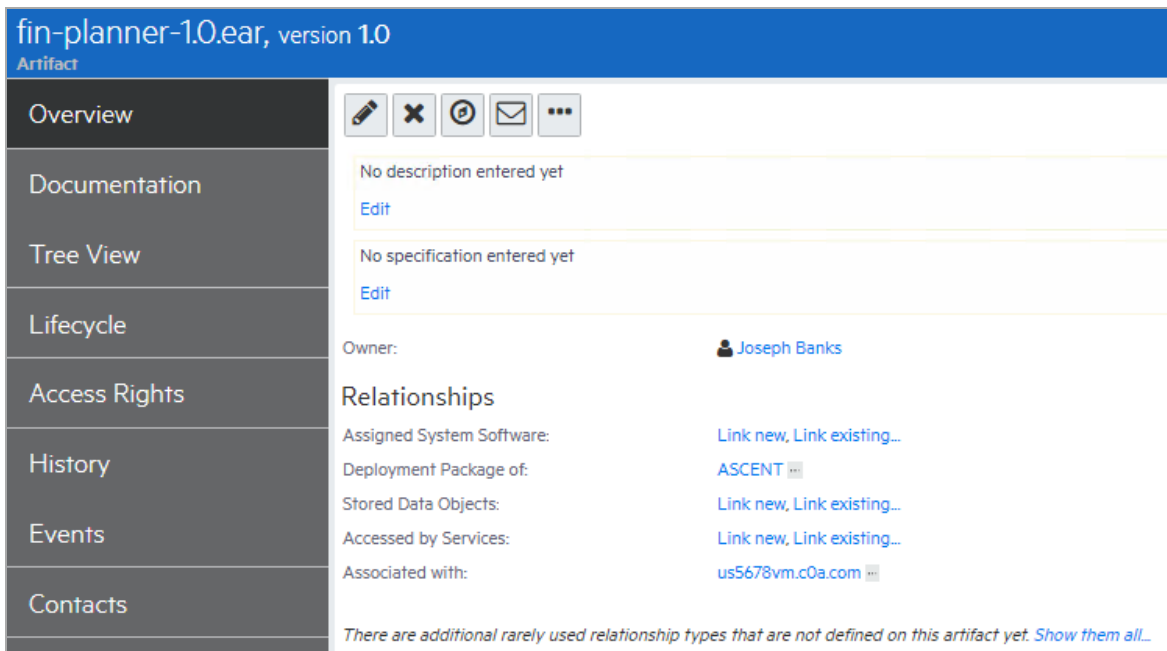 fin-planner-1.0.ear, version 1.0
Artifact
Overview
Documentation
Tree View
Lifecycle
Access Rights
History
Events
Contacts
No description entered yet
Edit
No specification entered yet
Edit
Owner: Joseph Banks
Relationships
Assigned System Software: Link new, Link existing...
Deployment Package of: ASCENT ...
Stored Data Objects: Link new, Link existing...
Accessed by Services: Link new, Link existing...
Associated with: us5678vm.c0a.com ...
There are additional rarely used relationship types that are not defined on this artifact yet. Show them all...